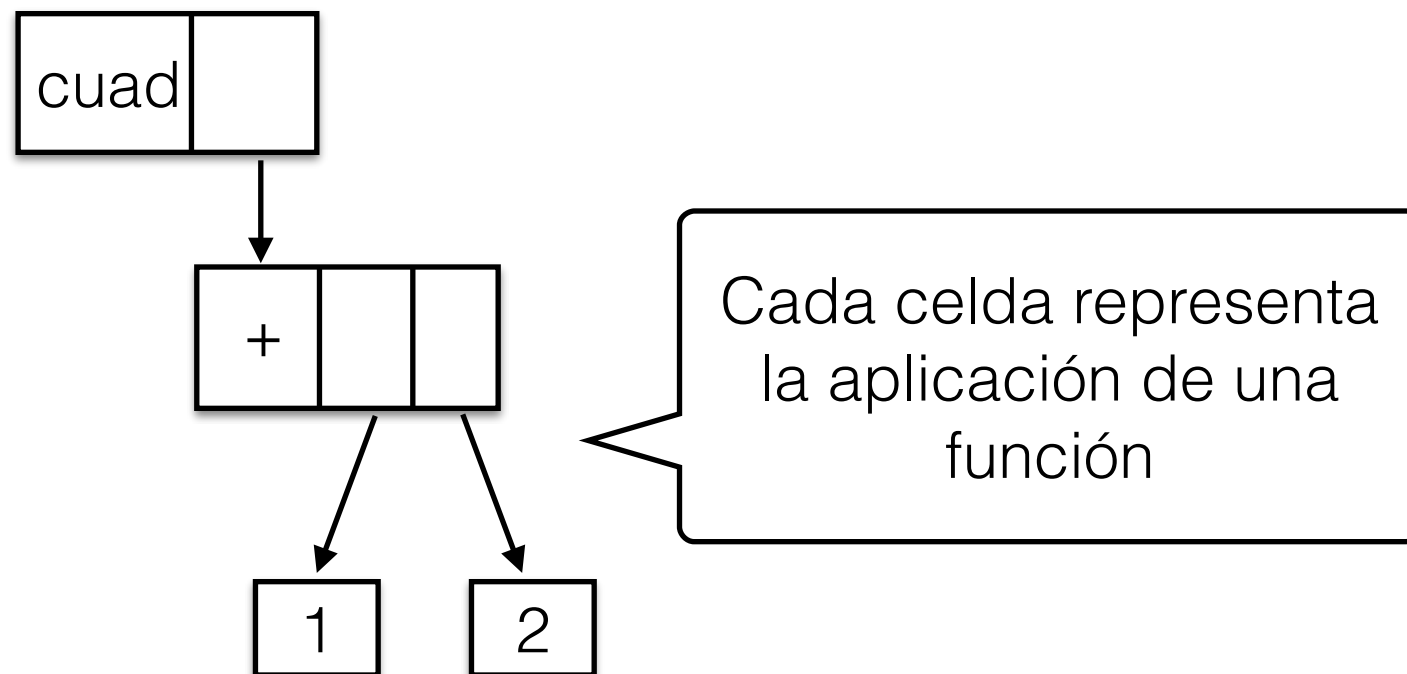 cuad
+
Cada celda representa
la aplicación de una
función
1 2